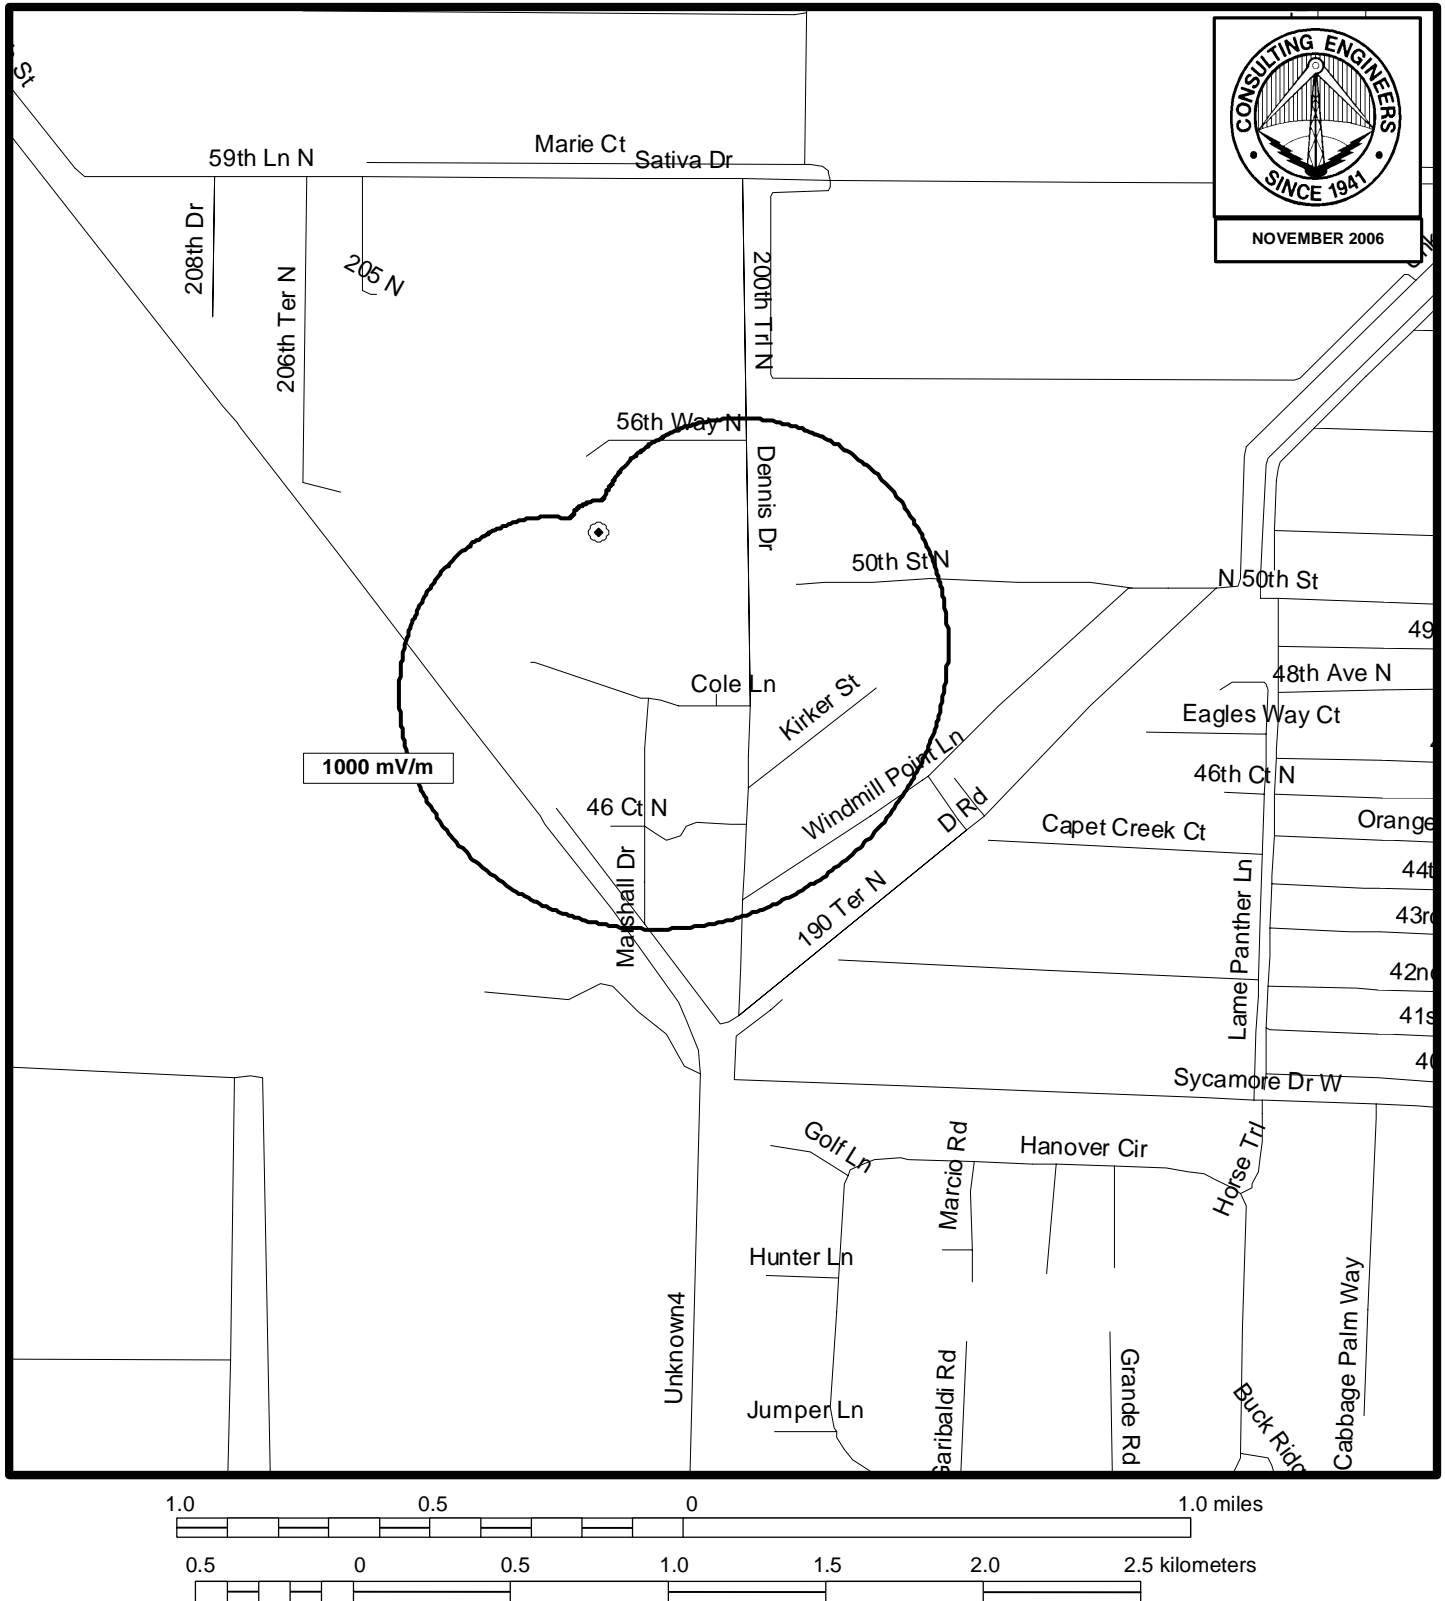 St
CONSULTING ENGINEERS
SINCE 1941
NOVEMBER 2006
Marie Ct
59th Ln N
Sativa Dr
208th Dr
206th Ter N
205 N
200th Trl N
56th Way N
Dennis Dr
50th St N
N 50th St
49
48th Ave N
Cole Ln
Kirker St
Eagles Way Ct
1000 mV/m
Windmill Point Ln
46th Ct N
46 Ct N
D Rd
Capet Creek Ct
Orange
Marshall Dr
190 Ter N
Lame Panther Ln
44t
43r
42n
41s
40
Sycamore Dr W
Golf Ln
Marcio Rd
Hanover Cir
Horse Trl
Hunter Ln
Unknown4
Cabbage Palm Way
Jumper Ln
Garibaldi Rd
Grande Rd
Buck Ridg
1.0 0.5 0 1.0 miles
0.5 0 0.5 1.0 1.5 2.0 2.5 kilometers